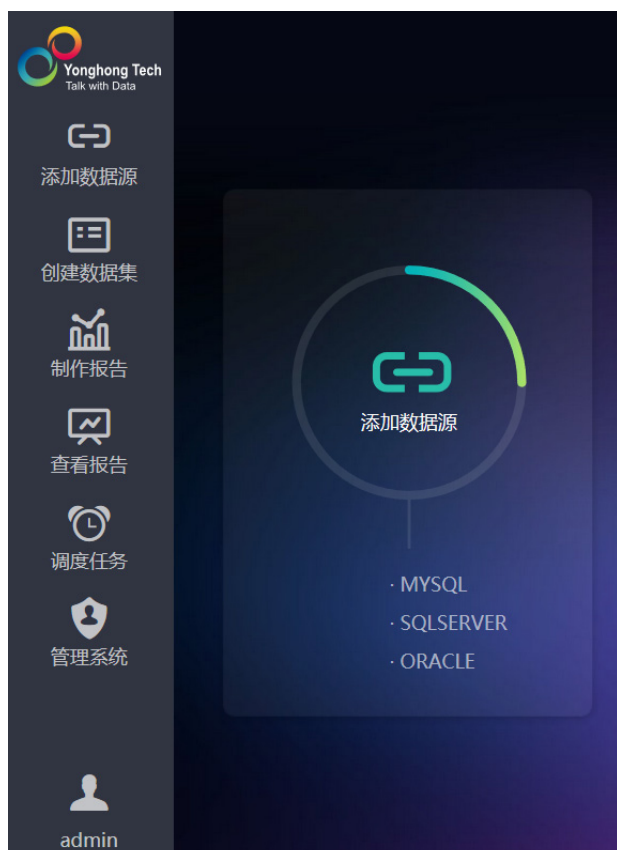 Yonghong Tech
Talk with Data
添加数据源
创建数据集
制作报告
查看报告
调度任务
管理系统
admin
添加数据源
· MYSQL
· SQLSERVER
· ORACLE